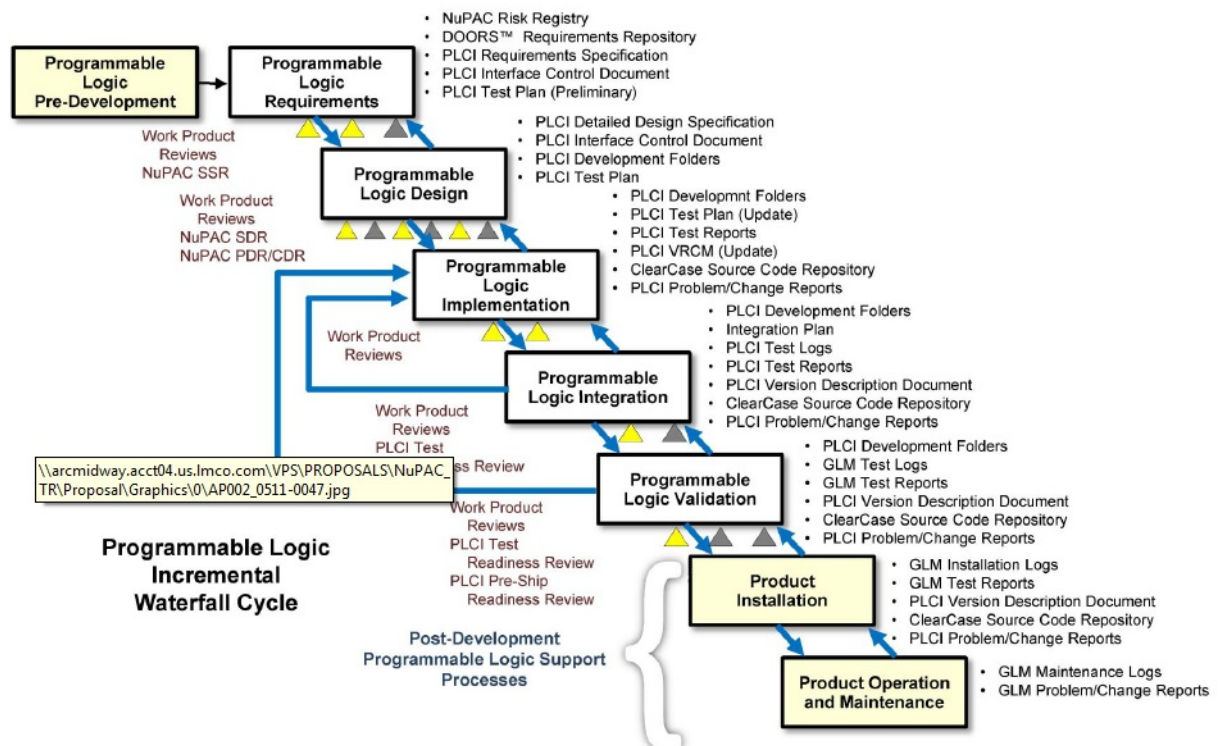 Programmable
Logic
Pre-Development
Programmable
Logic
Requirements
• NuPAC Risk Registry
• DOORS™ Requirements Repository
• PLCI Requirements Specification
• PLCI Interface Control Document
• PLCI Test Plan (Preliminary)
Work Product
Reviews
NuPAC SSR
Programmable
Logic Design
• PLCI Detailed Design Specification
• PLCI Interface Control Document
• PLCI Development Folders
• PLCI Test Plan
Work Product
Reviews
NuPAC SDR
NuPAC PDR/CDR
Programmable
Logic
Implementation
• PLCI Developmnt Folders
• PLCI Test Plan (Update)
• PLCI Test Reports
• PLCI VRCM (Update)
• ClearCase Source Code Repository
• PLCI Problem/Change Reports
Work Product
Reviews
Programmable
Logic Integration
• PLCI Development Folders
• Integration Plan
• PLCI Test Logs
• PLCI Test Reports
• PLCI Version Description Document
• ClearCase Source Code Repository
• PLCI Problem/Change Reports
Work Product
Reviews
PLCI Test
ss Review
\\arcmidway.acct04.us.lmco.com\VPS\PROPOSALS\NuPAC_
TR\Proposal\Graphics\0\AP002_0511-0047.jpg
Programmable
Logic Validation
• PLCI Development Folders
• GLM Test Logs
• GLM Test Reports
• PLCI Version Description Document
• ClearCase Source Code Repository
• PLCI Problem/Change Reports
Work Product
Reviews
PLCI Test
Readiness Review
PLCI Pre-Ship
Readiness Review
Programmable Logic
Incremental
Waterfall Cycle
Product
Installation
• GLM Installation Logs
• GLM Test Reports
• PLCI Version Description Document
• ClearCase Source Code Repository
• PLCI Problem/Change Reports
Post-Development
Programmable Logic Support
Processes
Product Operation
and Maintenance
• GLM Maintenance Logs
• GLM Problem/Change Reports